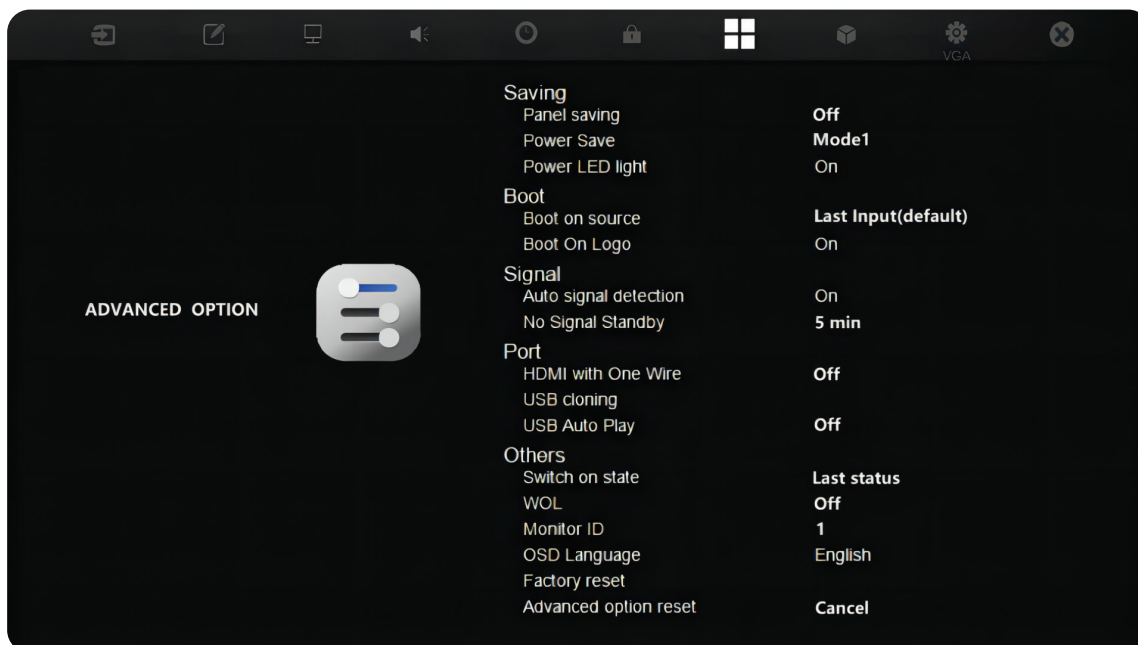 VGA
ADVANCED OPTION
Saving
Panel saving Off
Power Save Mode1
Power LED light On
Boot
Boot on source Last Input(default)
Boot On Logo On
Signal
Auto signal detection On
No Signal Standby 5 min
Port
HDMI with One Wire Off
USB cloning
USB Auto Play Off
Others
Switch on state Last status
WOL Off
Monitor ID 1
OSD Language English
Factory reset
Advanced option reset Cancel